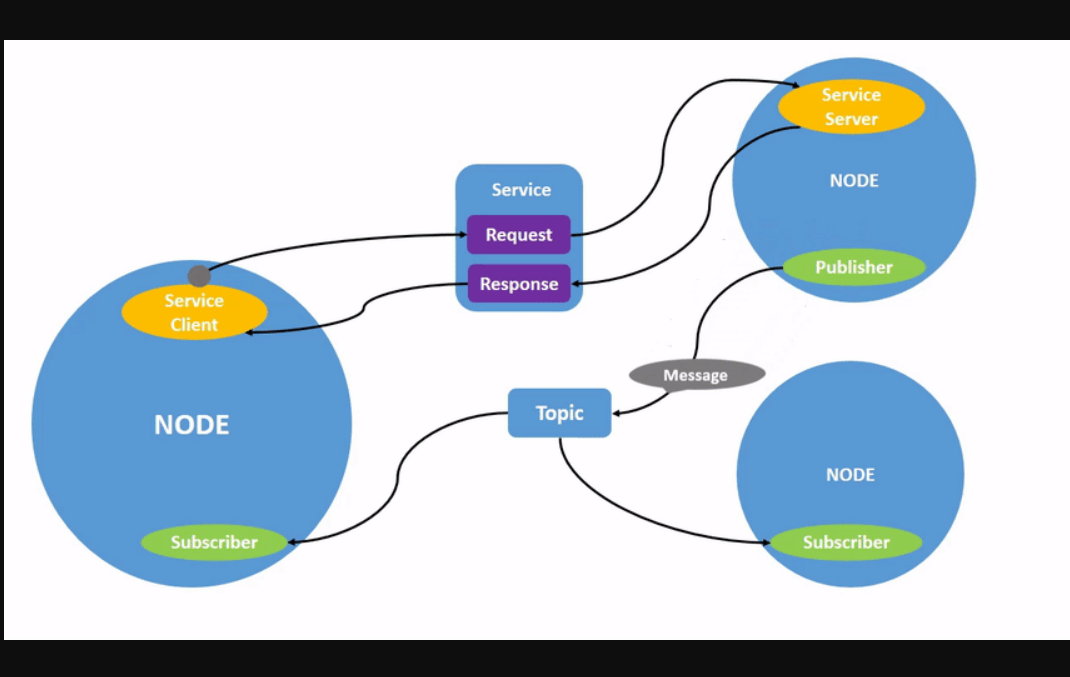 Service
Server
NODE
Service
Request
Response
Publisher
Service
Client
Message
Topic
NODE
NODE
Subscriber
Subscriber